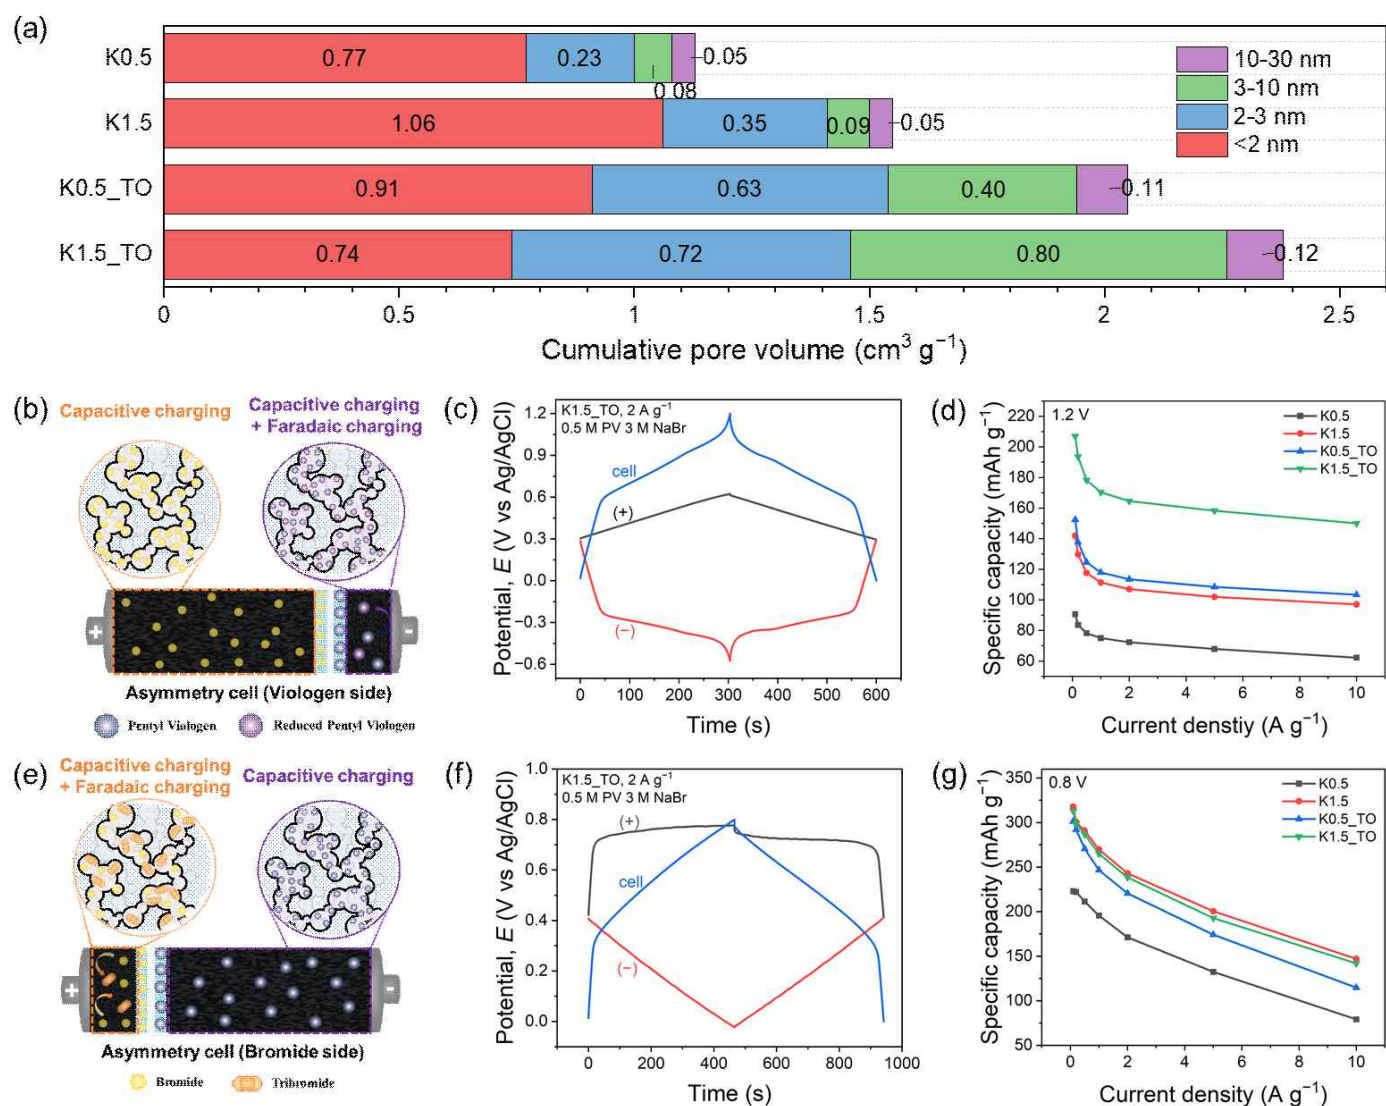 (a)
K0.5
0.77
0.23
0.08
0.05
K1.5
1.06
0.35
0.09
0.05
K0.5_TO
0.91
0.63
0.40
0.11
K1.5_TO
0.74
0.72
0.80
0.12
10-30 nm
3-10 nm
2-3 nm
<2 nm
0 0.5 1 1.5 2 2.5
Cumulative pore volume (cm³ g⁻¹)
(b)
Capacitive charging
Capacitive charging
+ Faradaic charging
+
-
Asymmetry cell (Viologen side)
Pentyl Viologen
Reduced Pentyl Viologen
(c)
K1.5_TO, 2 A g⁻¹
0.5 M PV 3 M NaBr
cell
(+)
(−)
1.2
0.9
0.6
0.3
0.0
−0.3
−0.6
Potential, E (V vs Ag/AgCl)
0 100 200 300 400 500 600
Time (s)
(d)
1.2 V
K0.5
K1.5
K0.5_TO
K1.5_TO
220
200
180
160
140
120
100
80
60
Specific capacity (mAh g⁻¹)
0 2 4 6 8 10
Current denstiy (A g⁻¹)
(e)
Capacitive charging
+ Faradaic charging
Capacitive charging
+
-
Asymmetry cell (Bromide side)
Bromide
Tribromide
(f)
K1.5_TO, 2 A g⁻¹
0.5 M PV 3 M NaBr
(+)
cell
(−)
1.0
0.8
0.6
0.4
0.2
0.0
Potential, E (V vs Ag/AgCl)
0 200 400 600 800 1000
Time (s)
(g)
0.8 V
K0.5
K1.5
K0.5_TO
K1.5_TO
350
300
250
200
150
100
50
Specific capacity (mAh g⁻¹)
0 2 4 6 8 10
Current density (A g⁻¹)